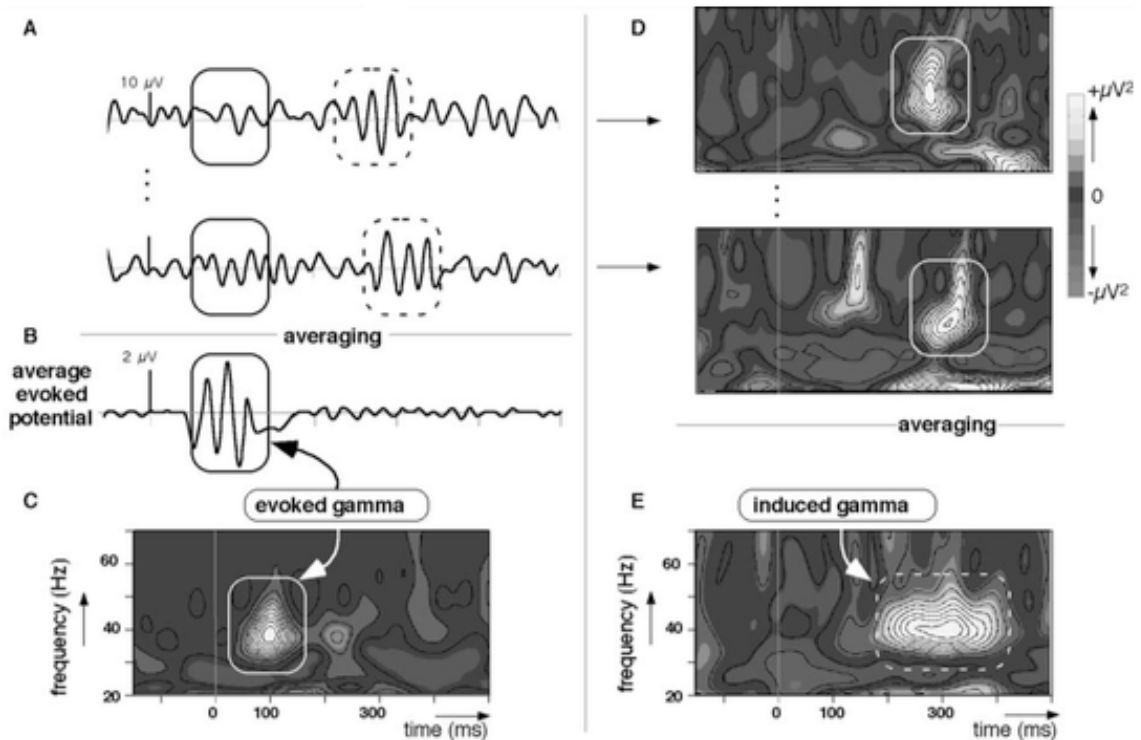 A
10 µV
averaging
B
2 µV
average
evoked
potential
evoked gamma
C
60
40
20
frequency (Hz)
0
100
300
time (ms)
D
+µV2
0
-µV2
averaging
induced gamma
E
60
40
20
frequency (Hz)
0
100
300
time (ms)